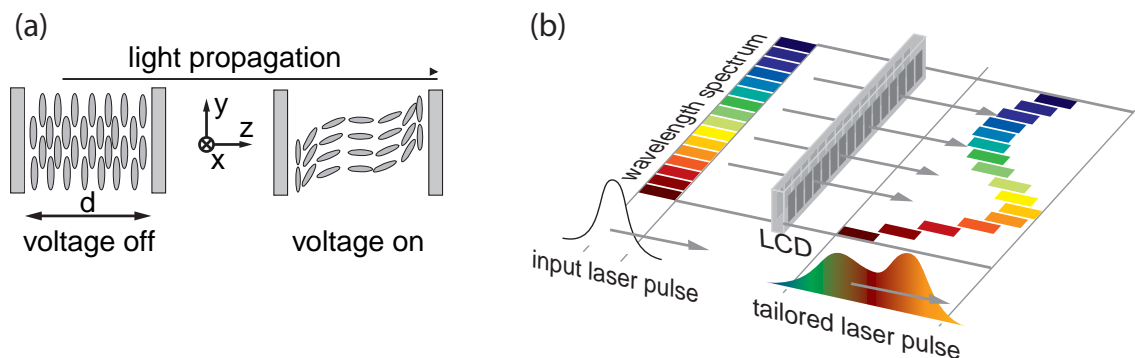 (a)
light propagation
y
z
x
d
voltage off
voltage on
(b)
wavelength spectrum
LCD
input laser pulse
tailored laser pulse